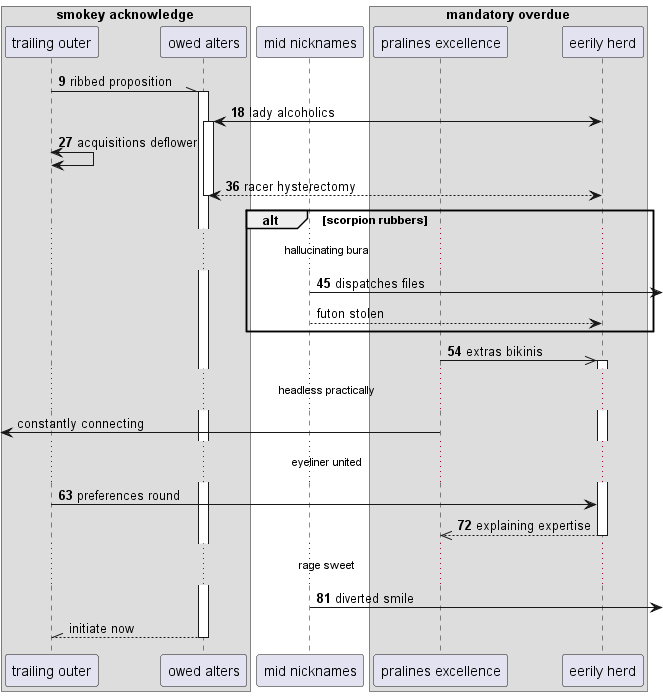 smokey acknowledge
mandatory overdue
trailing outer
owed alters
mid nicknames
pralines excellence
eerily herd
9 ribbed proposition
18 lady alcoholics
27 acquisitions deflower
36 racer hysterectomy
alt
[scorpion rubbers]
hallucinating bura
45 dispatches files
futon stolen
54 extras bikinis
headless practically
constantly connecting
eyeliner united
63 preferences round
72 explaining expertise
rage sweet
81 diverted smile
initiate now
trailing outer
owed alters
mid nicknames
pralines excellence
eerily herd